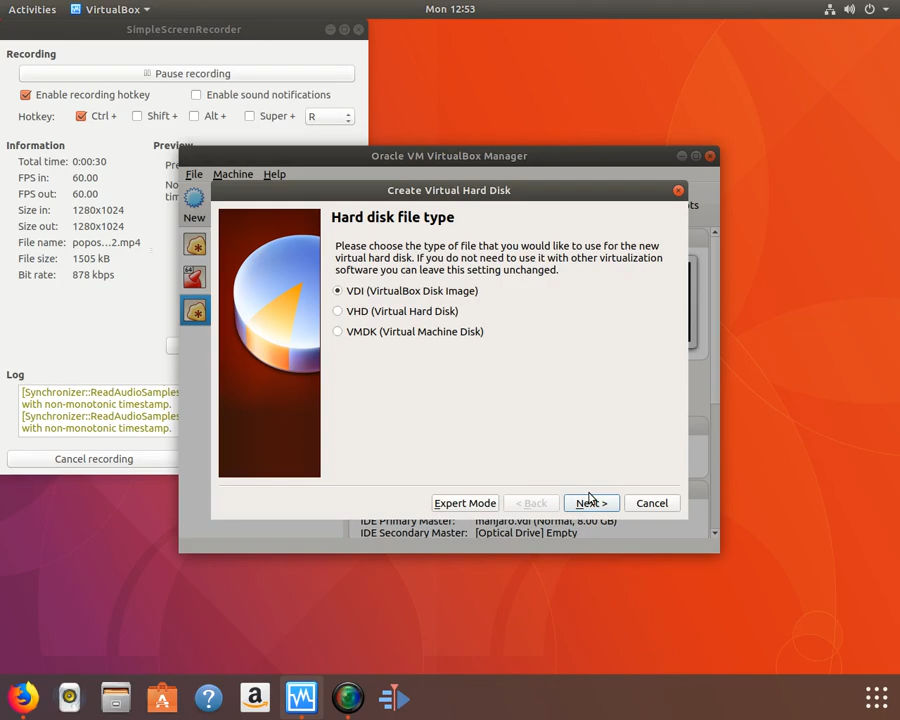 Activities
VirtualBox
Mon 12:53
SimpleScreenRecorder
Recording
Pause recording
Enable recording hotkey
Enable sound notifications
Hotkey:
Ctrl +
Shift +
Alt +
Super +
R
Information
Total time: 0:00:30
FPS in: 60.00
FPS out: 60.00
Size in: 1280x1024
Size out: 1280x1024
File name: popos...2.mp4
File size: 1505 kB
Bit rate: 878 kbps
Preview
Log
[Synchronizer::ReadAudioSamples
with non-monotonic timestamp.
[Synchronizer::ReadAudioSamples
with non-monotonic timestamp.
Cancel recording
Oracle VM VirtualBox Manager
File
Machine
Help
New
Create Virtual Hard Disk
Hard disk file type
Please choose the type of file that you would like to use for the new
virtual hard disk. If you do not need to use it with other virtualization
software you can leave this setting unchanged.
VDI (VirtualBox Disk Image)
VHD (Virtual Hard Disk)
VMDK (Virtual Machine Disk)
Expert Mode
< Back
Next >
Cancel
IDE Primary Master: manjaro.vdi (Normal, 8.00 GB)
IDE Secondary Master: [Optical Drive] Empty